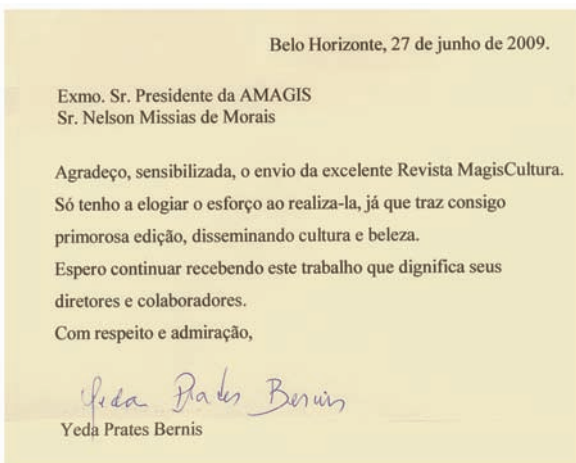 Belo Horizonte, 27 de junho de 2009.
Exmo. Sr. Presidente da AMAGIS
Sr. Nelson Missias de Morais
Agradeço, sensibilizada, o envio da excelente Revista MagisCultura.
Só tenho a elogiar o esforço ao realiza-la, já que traz consigo
primorosa edição, disseminando cultura e beleza.
Espero continuar recebendo este trabalho que dignifica seus
diretores e colaboradores.
Com respeito e admiração,
Yeda Prates Bernis
Yeda Prates Bernis